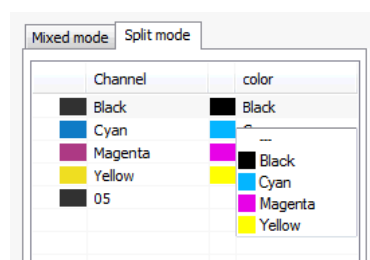 Mixed mode Split mode
Channel color
Black Black
Cyan
Magenta
Yellow
05
---
Black
Cyan
Magenta
Yellow